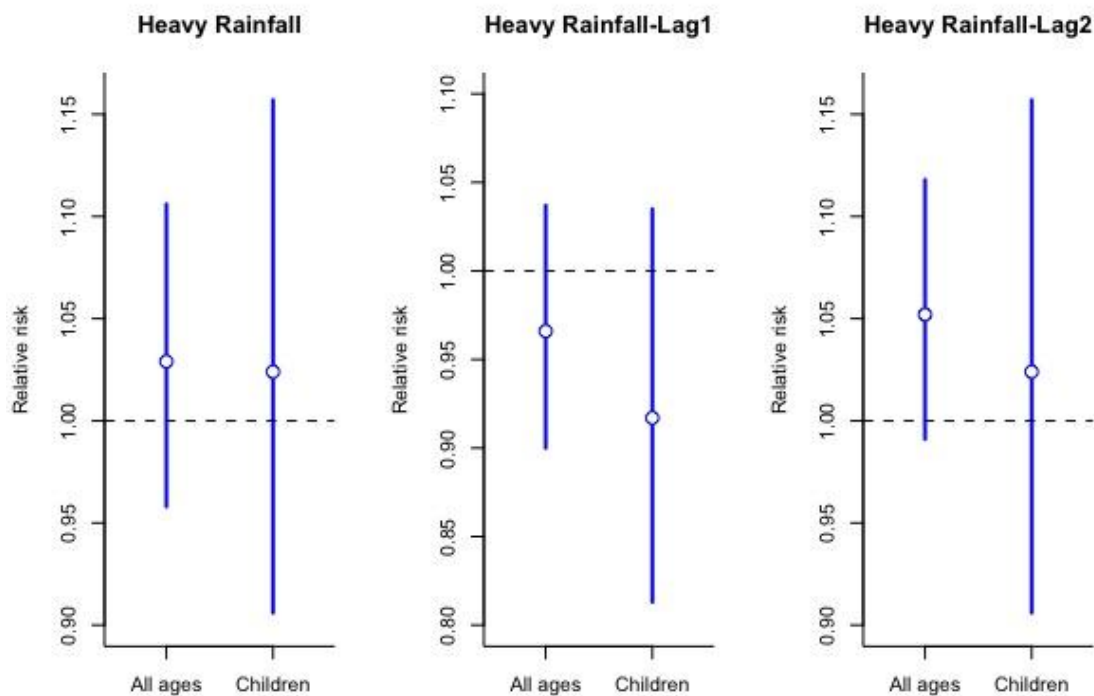 Heavy Rainfall
Relative risk
1.15
1.10
1.05
1.00
0.95
0.90
All ages
Children
Heavy Rainfall-Lag1
Relative risk
1.10
1.05
1.00
0.95
0.90
0.85
0.80
All ages
Children
Heavy Rainfall-Lag2
Relative risk
1.15
1.10
1.05
1.00
0.95
0.90
All ages
Children